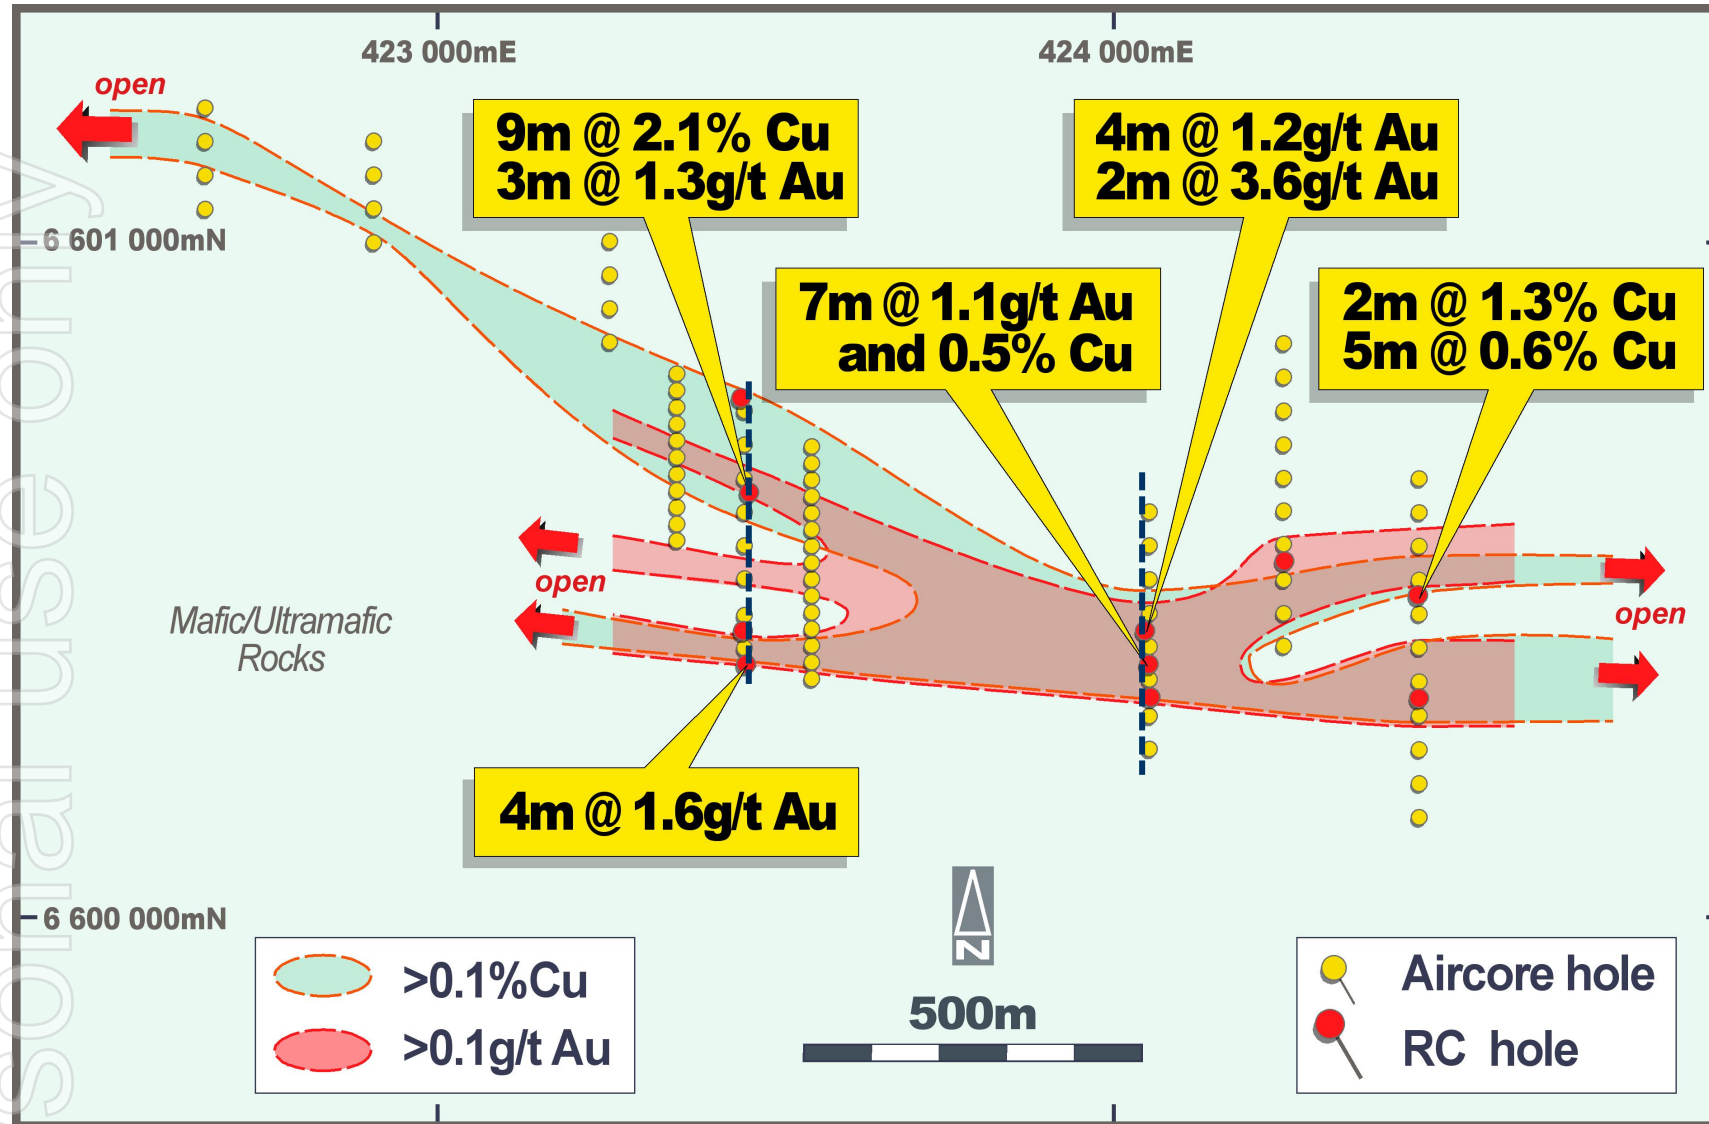 423 000mE
424 000mE
open
9m @ 2.1% Cu
3m @ 1.3g/t Au
4m @ 1.2g/t Au
2m @ 3.6g/t Au
6 601 000mN
7m @ 1.1g/t Au
and 0.5% Cu
2m @ 1.3% Cu
5m @ 0.6% Cu
open
open
Mafic/Ultramafic
Rocks
4m @ 1.6g/t Au
6 600 000mN
N
>0.1%Cu
>0.1g/t Au
500m
Aircore hole
RC hole
sonal use only